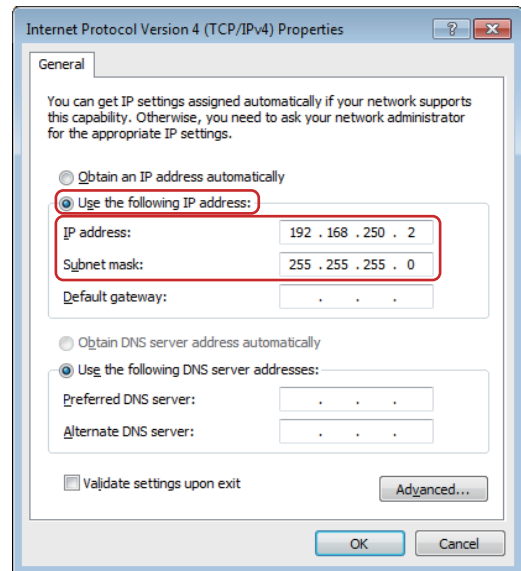 Internet Protocol Version 4 (TCP/IPv4) Properties
General
You can get IP settings assigned automatically if your network supports
this capability. Otherwise, you need to ask your network administrator
for the appropriate IP settings.
Obtain an IP address automatically
Use the following IP address:
IP address: 192 . 168 . 250 . 2
Subnet mask: 255 . 255 . 255 . 0
Default gateway: . . .
Obtain DNS server address automatically
Use the following DNS server addresses:
Preferred DNS server: . . .
Alternate DNS server: . . .
Validate settings upon exit
Advanced...
OK Cancel